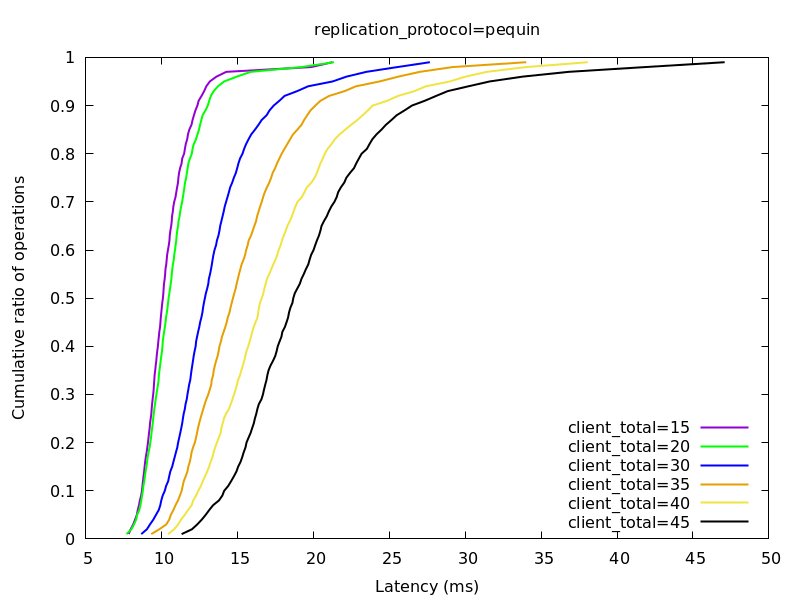 replication_protocol=pequin
Cumulative ratio of operations
1
0.9
0.8
0.7
0.6
0.5
0.4
0.3
0.2
0.1
0
client_total=15
client_total=20
client_total=30
client_total=35
client_total=40
client_total=45
5 10 15 20 25 30 35 40 45 50
Latency (ms)